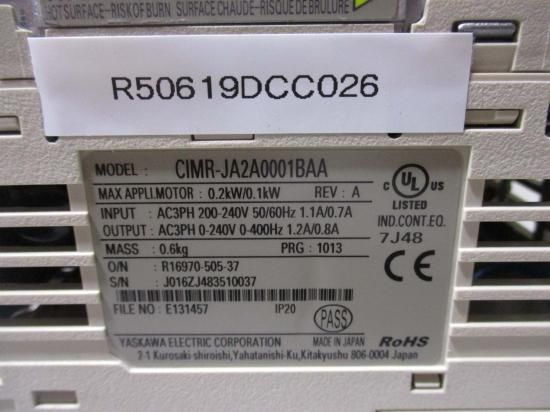 HOT SURFACE-RISK OF BURN SURFACE CHAUDE-RISQUE DE BRULURE
R50619DCC026
MODEL : CIMR-JA2A0001BAA
MAX APPLI.MOTOR : 0.2kW/0.1kW REV : A
INPUT : AC3PH 200-240V 50/60Hz 1.1A/0.7A
OUTPUT : AC3PH 0-240V 0-400Hz 1.2A/0.8A
MASS : 0.6kg PRG : 1013
O/N : R16970-505-37
S/N : J016ZJ483510037
FILE NO : E131457 IP20
PASS
C UL US
LISTED
IND.CONT.EQ.
7J48
CE
RoHS
YASKAWA ELECTRIC CORPORATION MADE IN JAPAN
2-1 Kurosaki-shiroishi,Yahatanishi-Ku,Kitakyushu 806-0004 Japan